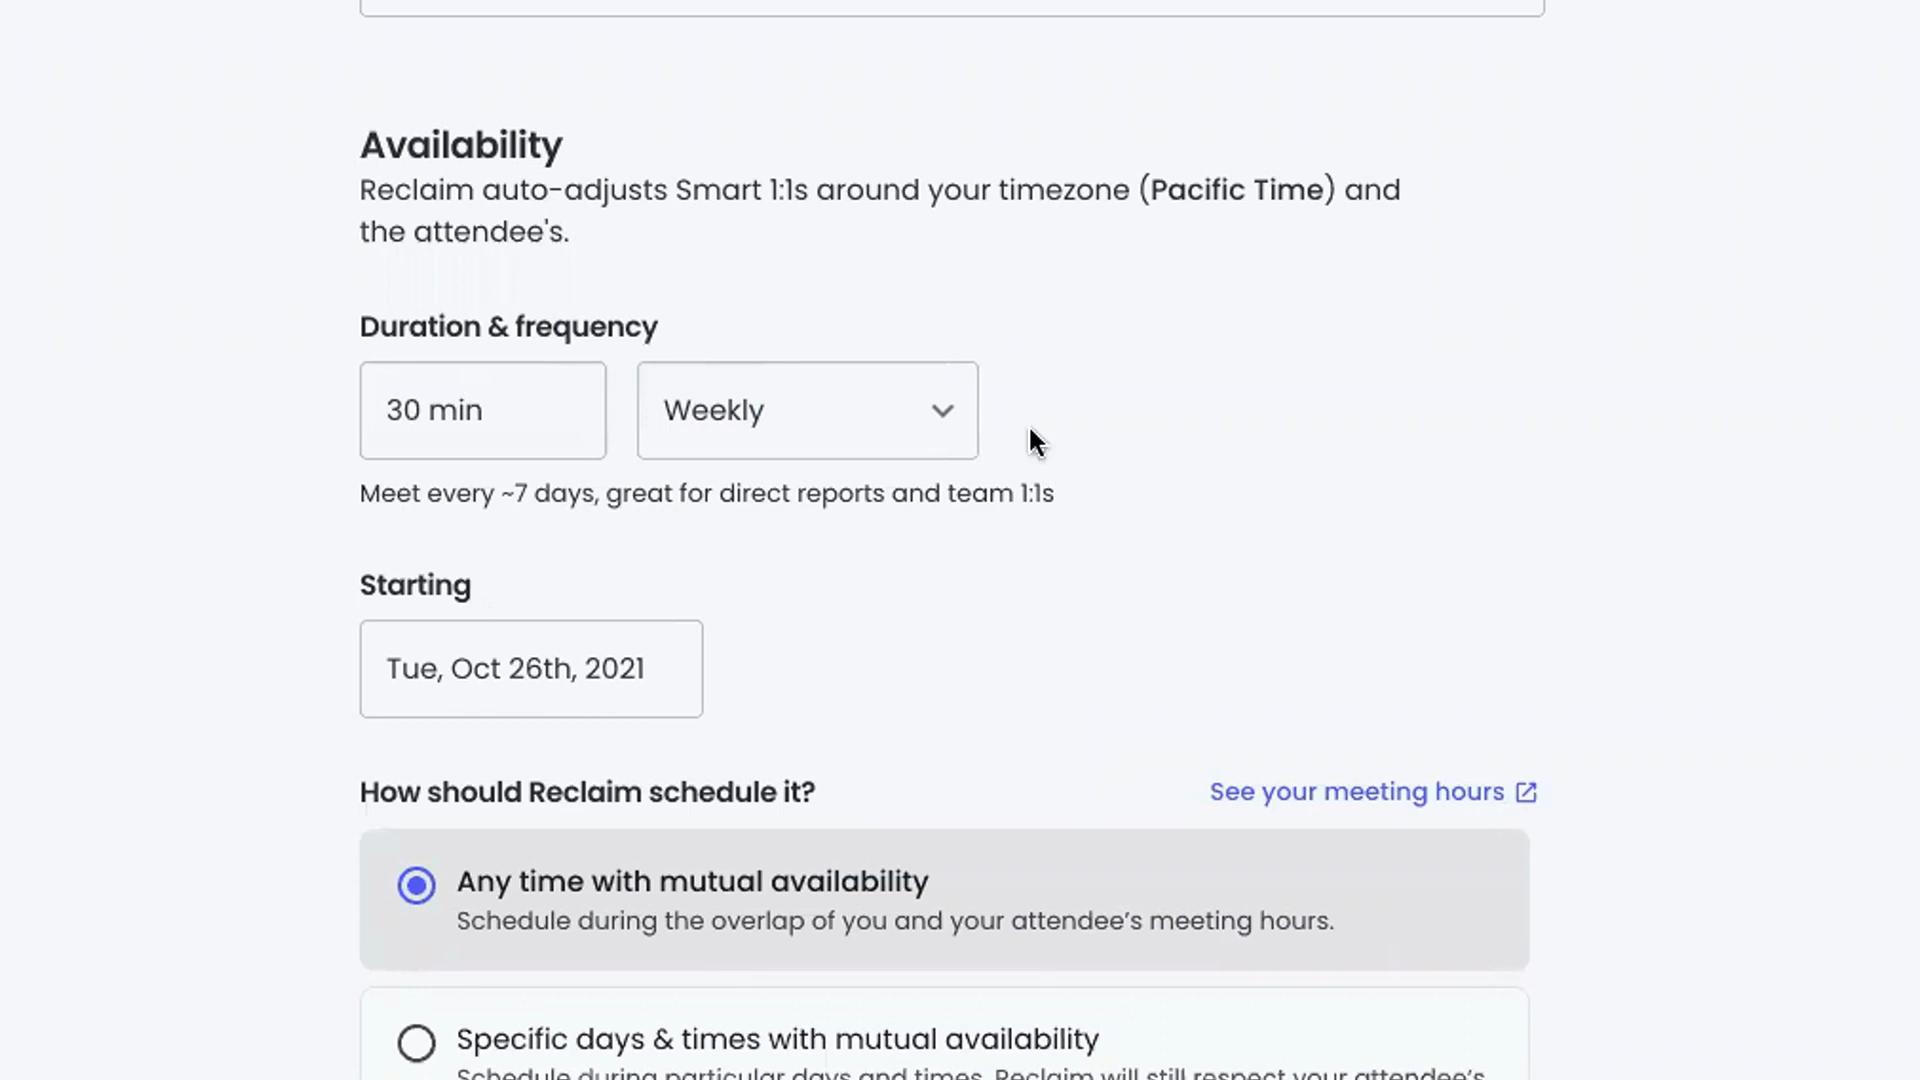 Availability
Reclaim auto-adjusts Smart 1:1s around your timezone (Pacific Time) and
the attendee's.
Duration & frequency
30 min
Weekly
Meet every ~7 days, great for direct reports and team 1:1s
Starting
Tue, Oct 26th, 2021
How should Reclaim schedule it?
See your meeting hours
Any time with mutual availability
Schedule during the overlap of you and your attendee’s meeting hours.
Specific days & times with mutual availability
Schedule during particular days and times. Reclaim will still respect your attendee’s